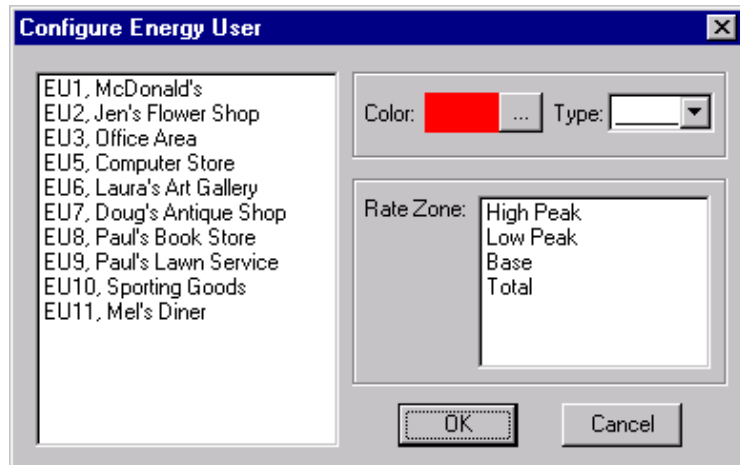 Configure Energy User
EU1, McDonald's
EU2, Jen's Flower Shop
EU3, Office Area
EU5, Computer Store
EU6, Laura's Art Gallery
EU7, Doug's Antique Shop
EU8, Paul's Book Store
EU9, Paul's Lawn Service
EU10, Sporting Goods
EU11, Mel's Diner
Color: ... Type:
Rate Zone:
High Peak
Low Peak
Base
Total
OK Cancel